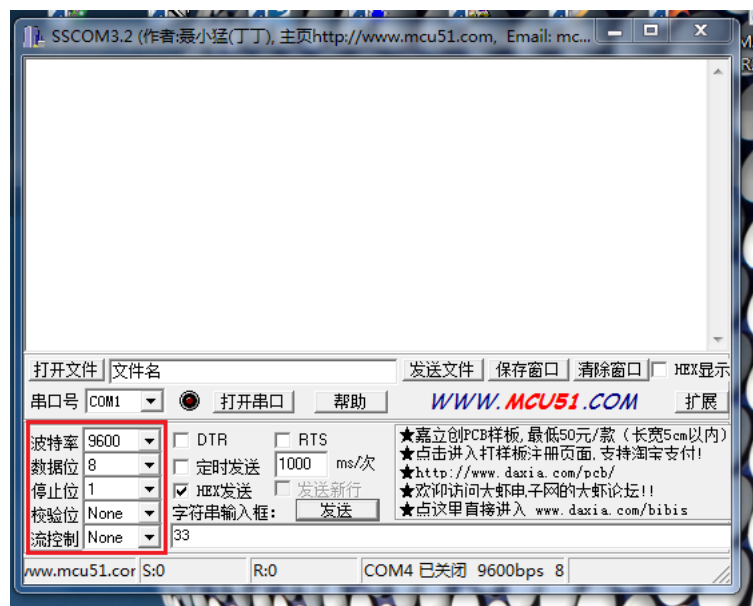 SSCOM3.2 (作者:聂小猛(丁丁), 主页http://www.mcu51.com, Email: mc...
打开文件 文件名 发送文件 保存窗口 清除窗口 HEX显示
串口号 COM1 打开串口 帮助 WWW.MCU51.COM 扩展
波特率 9600 DTR RTS
数据位 8 定时发送 1000 ms/次
停止位 1 HEX发送 发送新行
校验位 None 字符串输入框: 发送
流控制 None 33
★嘉立创PCB样板,最低50元/款(长宽5cm以内)
★点击进入打样板注册页面,支持淘宝支付!
★http://www.daxia.com/pcb/
★欢迎访问大虾电子网的大虾论坛!!
★点这里直接进入 www.daxia.com/bibis
www.mcu51.cor S:0 R:0 COM4 已关闭 9600bps 8